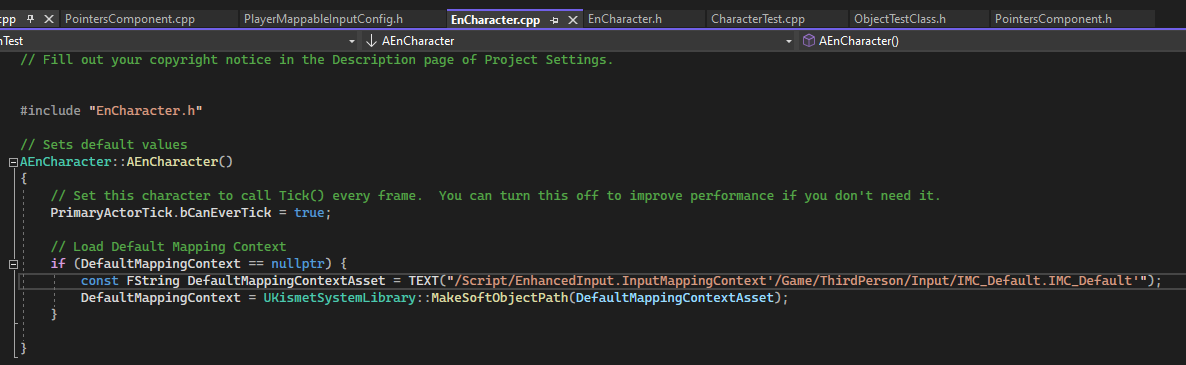 cpp PointersComponent.cpp PlayerMappableInputConfig.h EnCharacter.cpp EnCharacter.h CharacterTest.cpp ObjectTestClass.h PointersComponent.h
nTest AEnCharacter AEnCharacter()
// Fill out your copyright notice in the Description page of Project Settings.
#include "EnCharacter.h"
// Sets default values
AEnCharacter::AEnCharacter()
{
// Set this character to call Tick() every frame.  You can turn this off to improve performance if you don't need it.
PrimaryActorTick.bCanEverTick = true;
// Load Default Mapping Context
if (DefaultMappingContext == nullptr) {
const FString DefaultMappingContextAsset = TEXT("/Script/EnhancedInput.InputMappingContext'/Game/ThirdPerson/Input/IMC_Default.IMC_Default'");
DefaultMappingContext = UKismetSystemLibrary::MakeSoftObjectPath(DefaultMappingContextAsset);
}
}